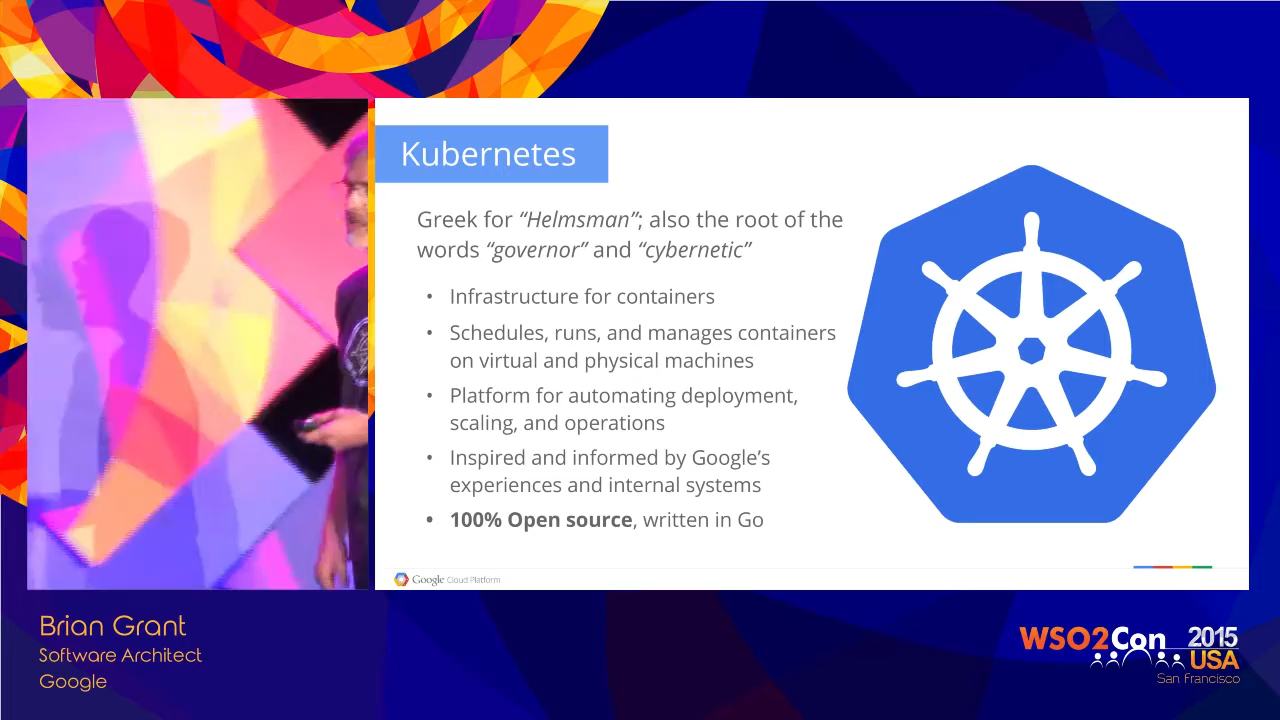 Kubernetes
Greek for “Helmsman”; also the root of the
words “governor” and “cybernetic”
• Infrastructure for containers
• Schedules, runs, and manages containers
on virtual and physical machines
• Platform for automating deployment,
scaling, and operations
• Inspired and informed by Google’s
experiences and internal systems
• 100% Open source, written in Go
Google Cloud Platform
Brian Grant
Software Architect
Google
WSO2Con 2015
USA
San Francisco